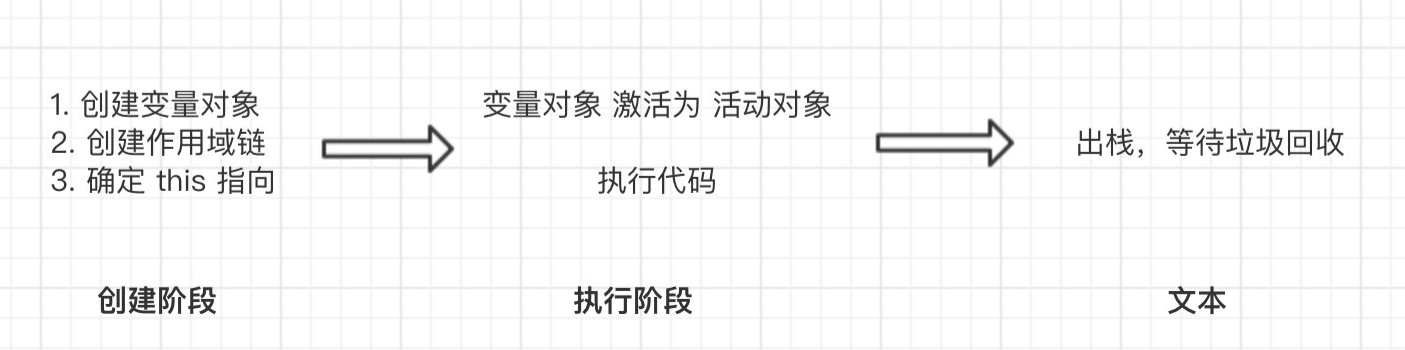 1. 创建变量对象
2. 创建作用域链
3. 确定 this 指向
变量对象 激活为 活动对象
执行代码
出栈，等待垃圾回收
创建阶段
执行阶段
文本